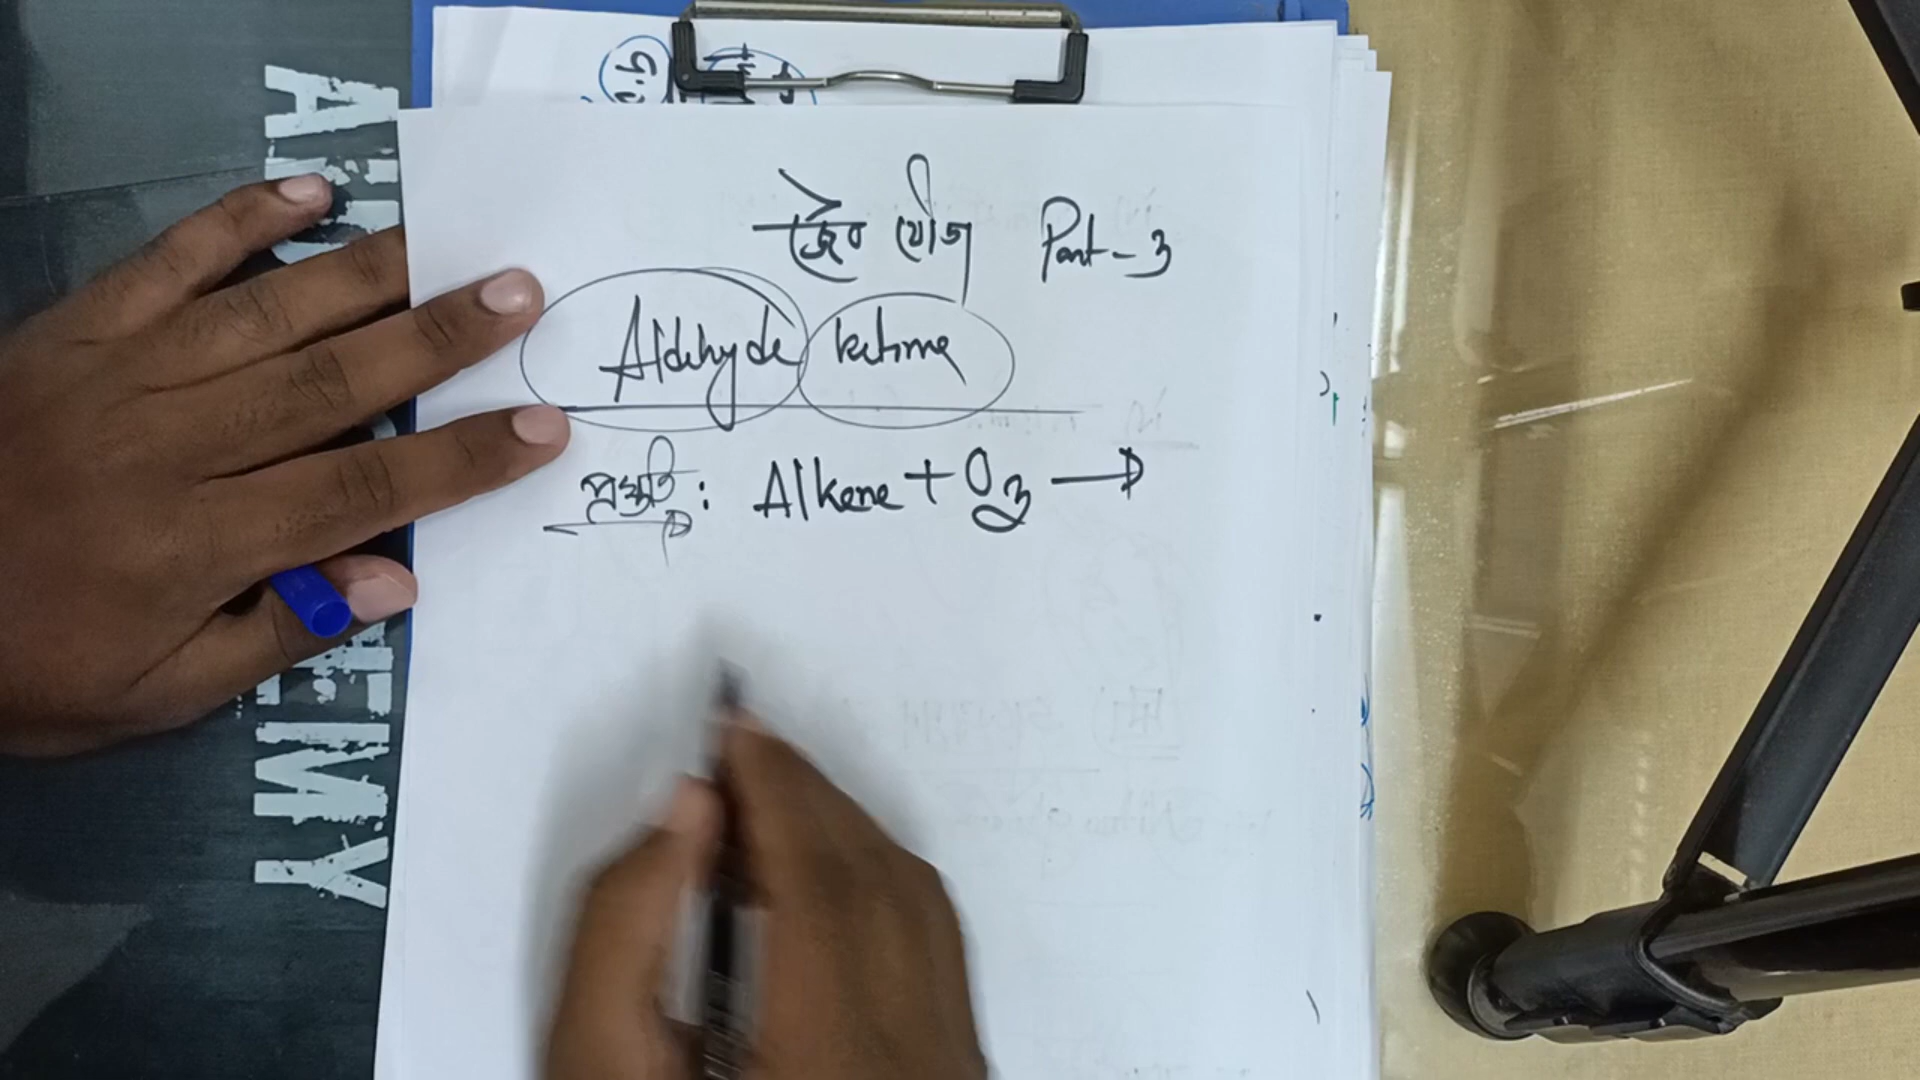 জৈব যৌগ Part-3
Aldehyde ketone
প্রস্তুতি : Alkene + O3 →